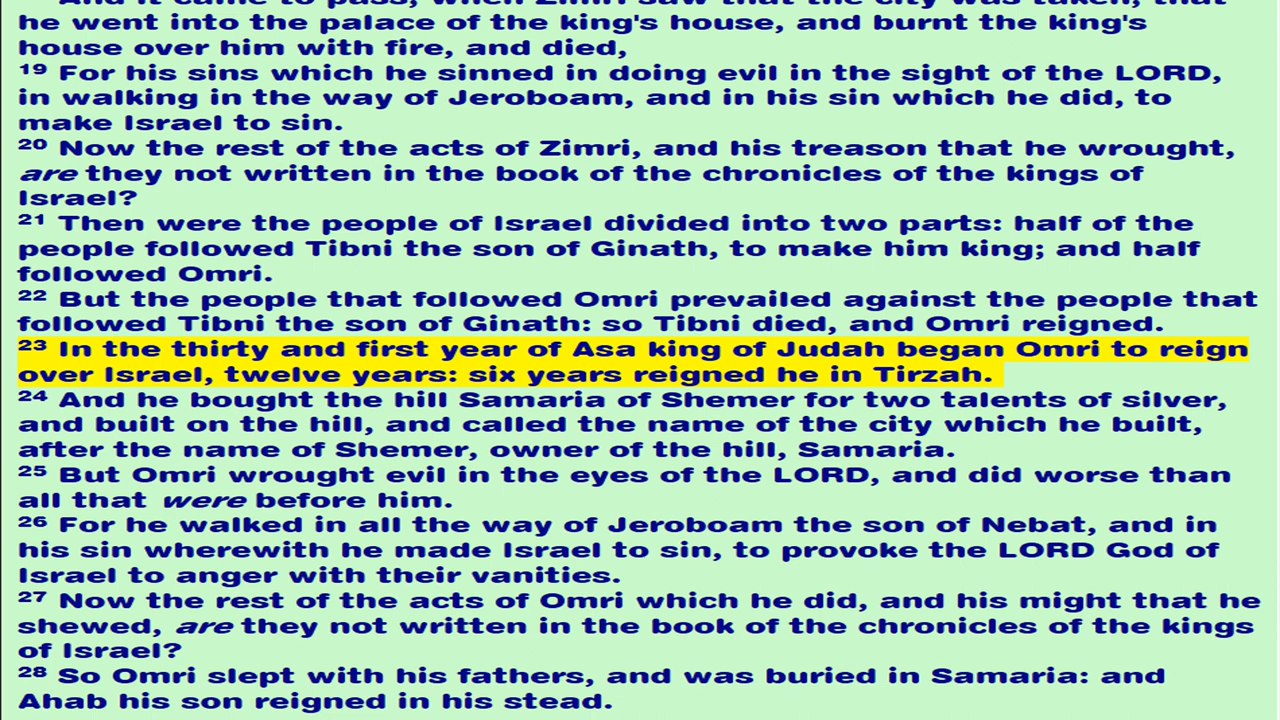 And it came to pass, when Zimri saw that the city was taken, that
he went into the palace of the king's house, and burnt the king's
house over him with fire, and died,
19 For his sins which he sinned in doing evil in the sight of the LORD,
in walking in the way of Jeroboam, and in his sin which he did, to
make Israel to sin.
20 Now the rest of the acts of Zimri, and his treason that he wrought,
are they not written in the book of the chronicles of the kings of
Israel?
21 Then were the people of Israel divided into two parts: half of the
people followed Tibni the son of Ginath, to make him king; and half
followed Omri.
22 But the people that followed Omri prevailed against the people that
followed Tibni the son of Ginath: so Tibni died, and Omri reigned.
23 In the thirty and first year of Asa king of Judah began Omri to reign
over Israel, twelve years: six years reigned he in Tirzah.
24 And he bought the hill Samaria of Shemer for two talents of silver,
and built on the hill, and called the name of the city which he built,
after the name of Shemer, owner of the hill, Samaria.
25 But Omri wrought evil in the eyes of the LORD, and did worse than
all that were before him.
26 For he walked in all the way of Jeroboam the son of Nebat, and in
his sin wherewith he made Israel to sin, to provoke the LORD God of
Israel to anger with their vanities.
27 Now the rest of the acts of Omri which he did, and his might that he
shewed, are they not written in the book of the chronicles of the kings
of Israel?
28 So Omri slept with his fathers, and was buried in Samaria: and
Ahab his son reigned in his stead.